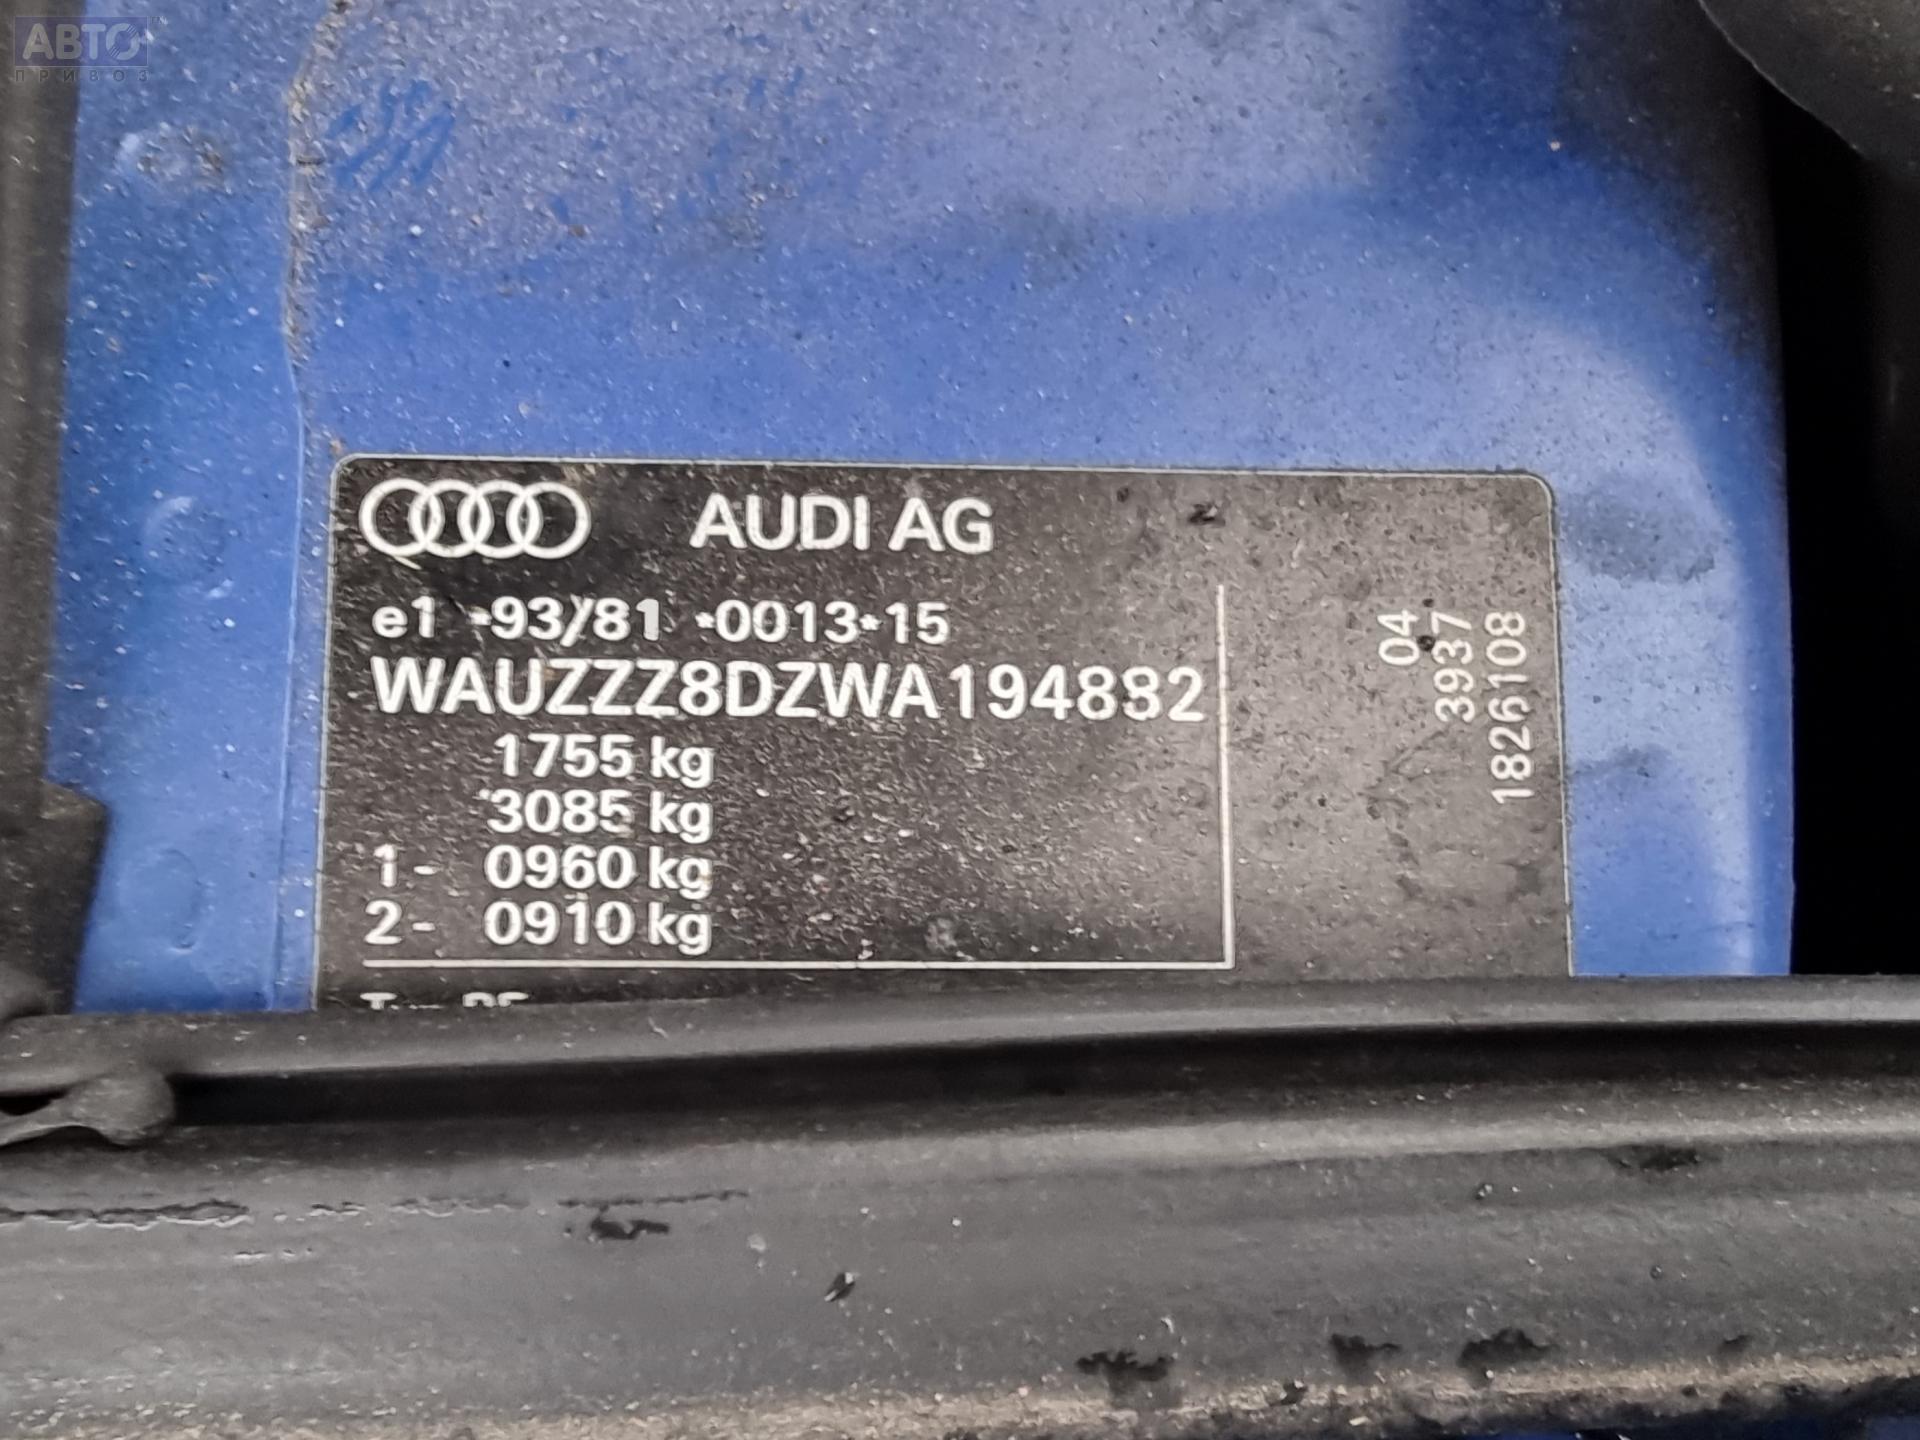 АВТО
ПРИВОЗ
AUDI AG
e1 *93/81 *0013*15
WAUZZZ8DZWA194882
1755 kg
3085 kg
1- 0960 kg
2- 0910 kg
04
3937
1826108